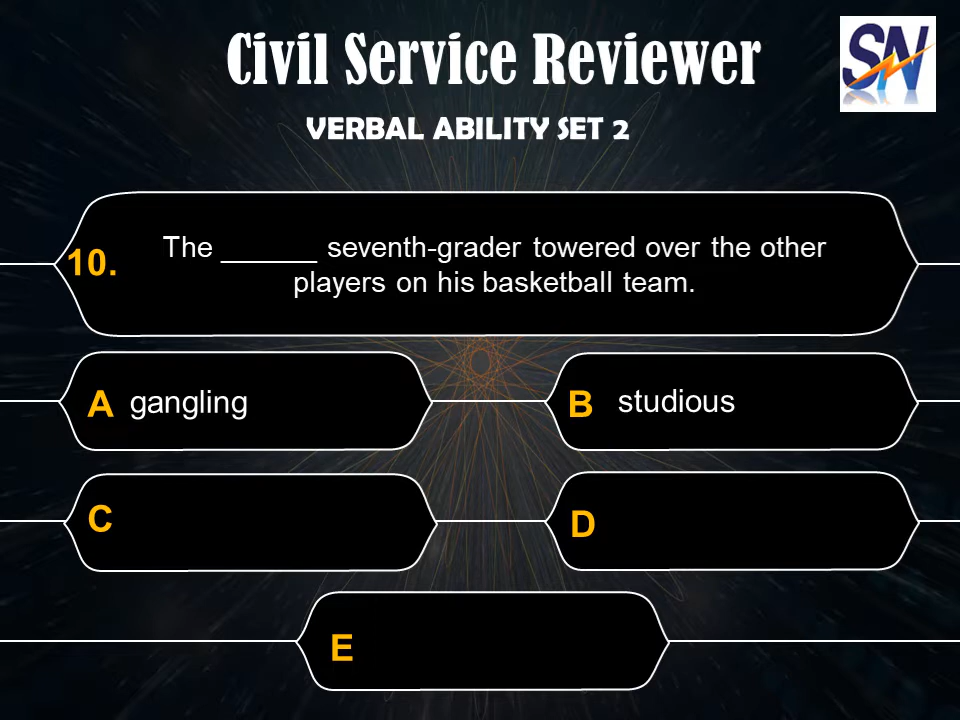 Civil Service Reviewer
SN
VERBAL ABILITY SET 2
10.
The ______ seventh-grader towered over the other
players on his basketball team.
A gangling
B studious
C
D
E